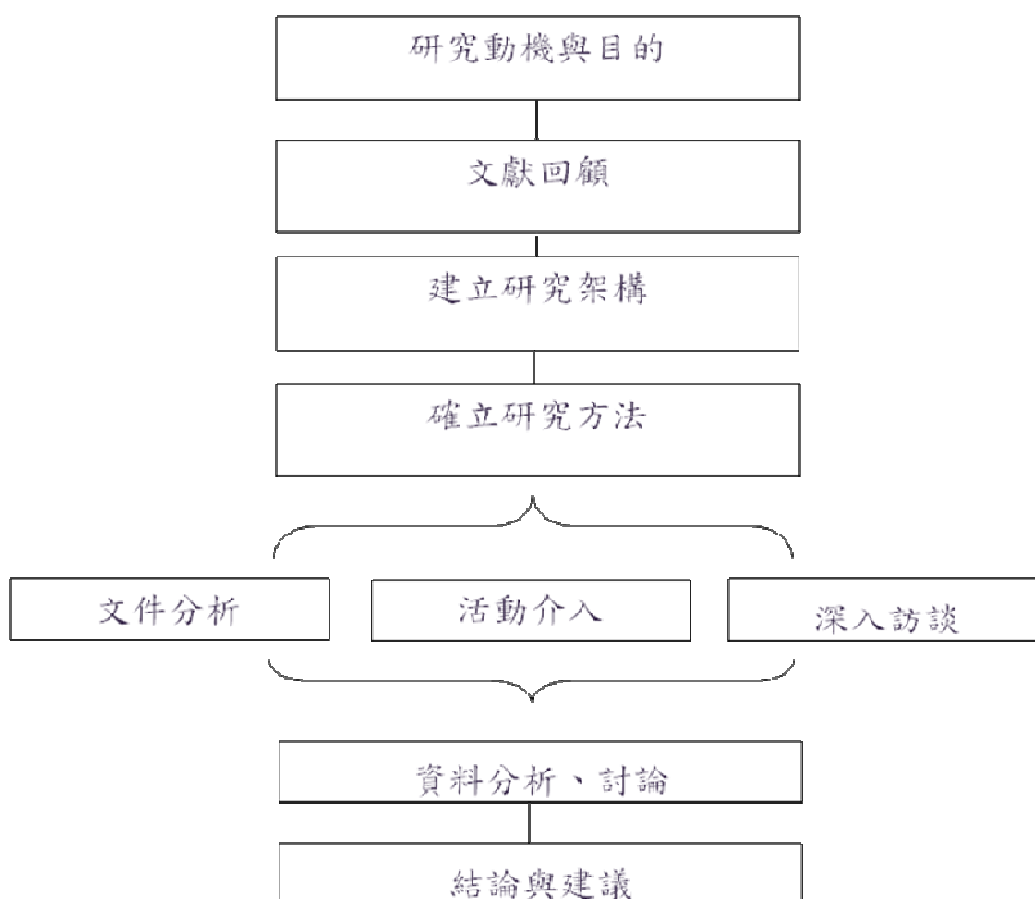 研究動機與目的
文獻回顧
建立研究架構
確立研究方法
文件分析
活動介入
深入訪談
資料分析、討論
結論與建議